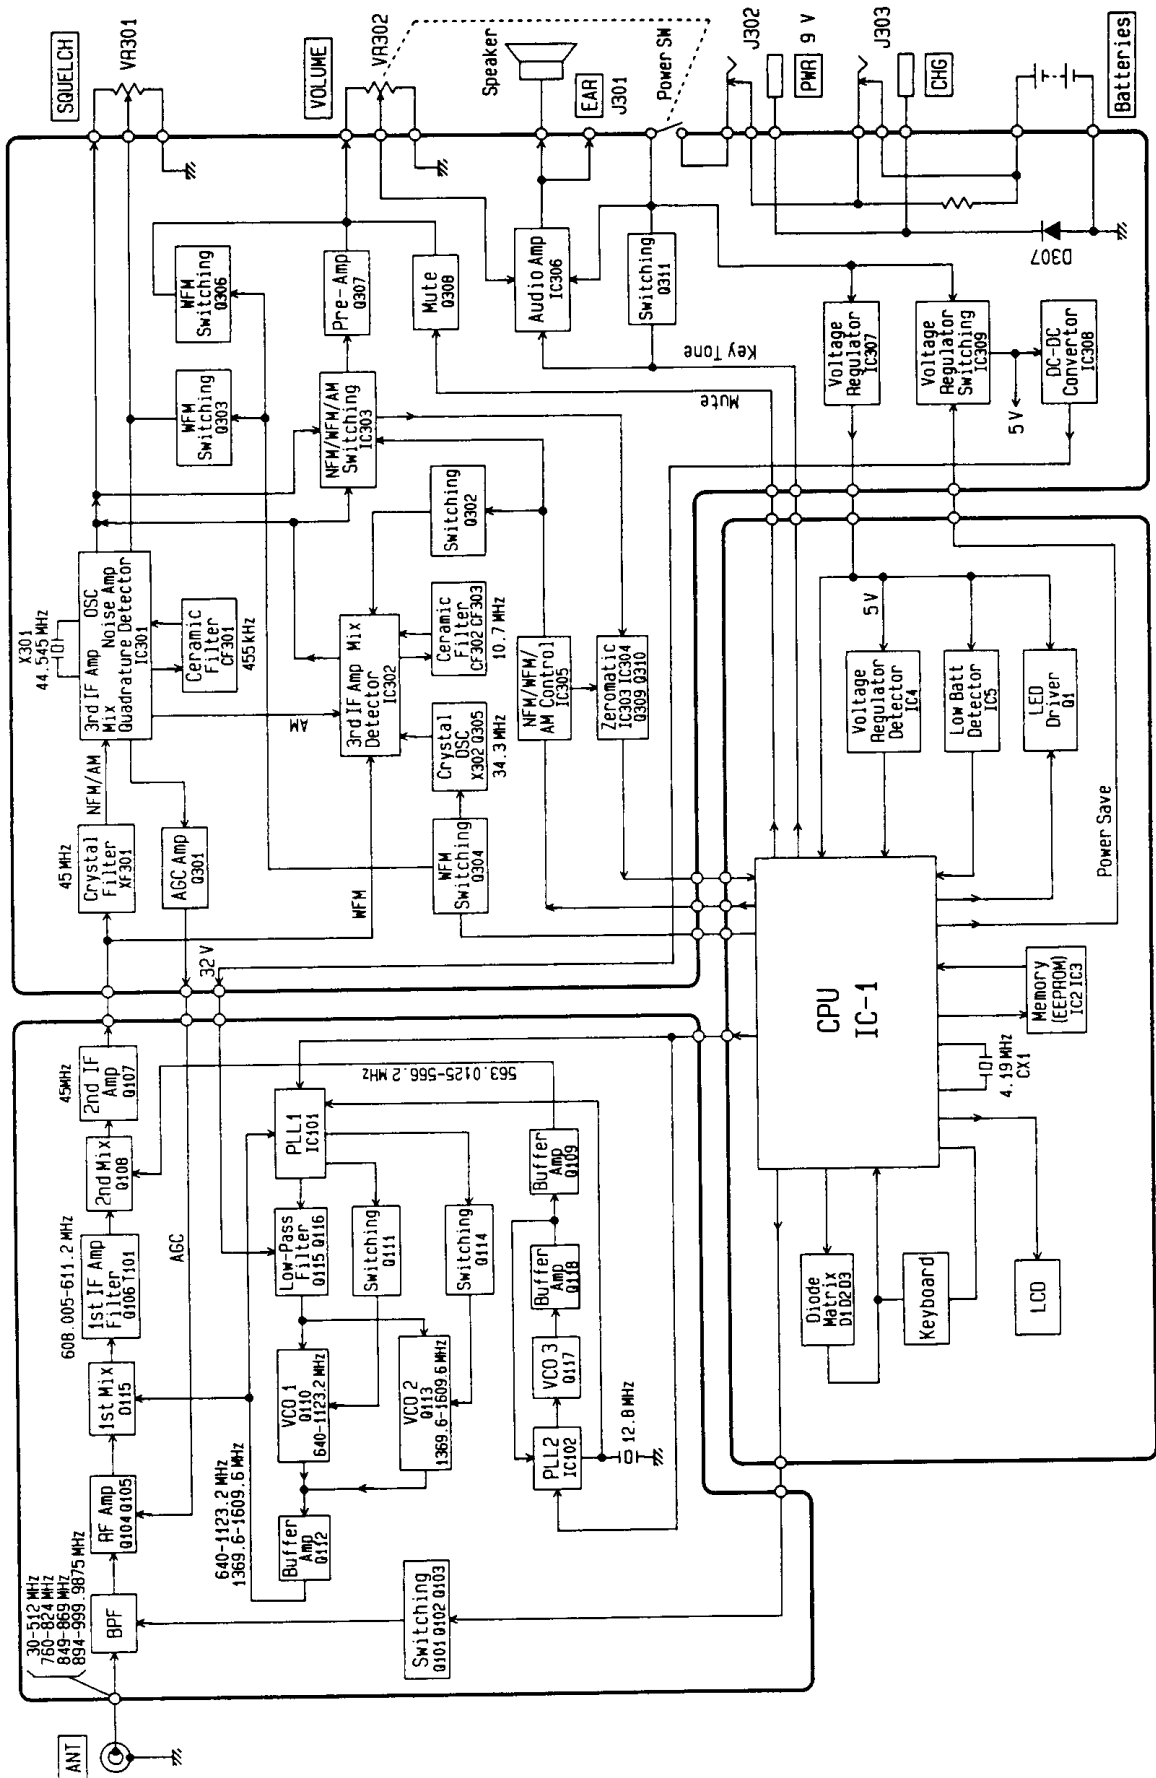 ANT
30-512 MHz
760-824 MHz
849-869 MHz
894-999.9875 MHz
BPF
RF Amp
Q104 Q105
1st Mix
D115
608.005-611.2 MHz
1st IF Amp
Filter
Q106 T101
2nd Mix
Q108
45MHz
2nd IF
Amp
Q107
AGC
640-1123.2 MHz
1369.6-1609.6 MHz
Buffer
Amp
Q112
VCO 1
Q110
640-1123.2 MHz
VCO 2
Q113
1369.6-1609.6 MHz
Low-Pass
Filter
Q115 Q116
Switching
Q111
Switching
Q114
PLL1
IC101
563.0125-566.2 MHz
PLL2
IC102
12.8 MHz
VCO 3
Q117
Buffer
Amp
Q118
Buffer
Amp
Q109
Switching
Q101 Q102 Q103
32 V
45 MHz
Crystal
Filter
XF301
NFM/AM
AGC Amp
Q301
X301
44.545 MHz
3rd IF Amp OSC
Mix Noise Amp
Quadrature Detector
IC301
Ceramic
Filter
CF301
455 kHz
AM
WFM
3rd IF Amp Mix
Detector
IC302
Ceramic
Filter
CF302 CF303
10.7 MHz
Crystal
OSC
X302 Q305
34.3 MHz
WFM
Switching
Q304
Switching
Q302
NFM/WFM/
AM Control
IC305
Zeromatic
IC303 IC304
Q309 Q310
WFM
Switching
Q303
WFM
Switching
Q306
NFM/WFM/AM
Switching
IC303
Pre-Amp
Q307
Mute
Q308
Audio Amp
IC306
Switching
Q311
Mute
Key Tone
Voltage
Regulator
IC307
Voltage
Regulator
Switching
IC309
5 V
DC-DC
Convertor
IC308
D307
SQUELCH
VR301
VOLUME
VR302
Speaker
EAR
J301
Power SW
J302
PWR 9 V
J303
CHG
Batteries
CPU
IC-1
5 V
Voltage
Regulator
Detector
IC4
Low Batt
Detector
IC5
LED
Driver
Q1
Power Save
Memory
(EEPROM)
IC2 IC3
4.19 MHz
CX1
Diode
Matrix
D1 D2 D3
Keyboard
LCD